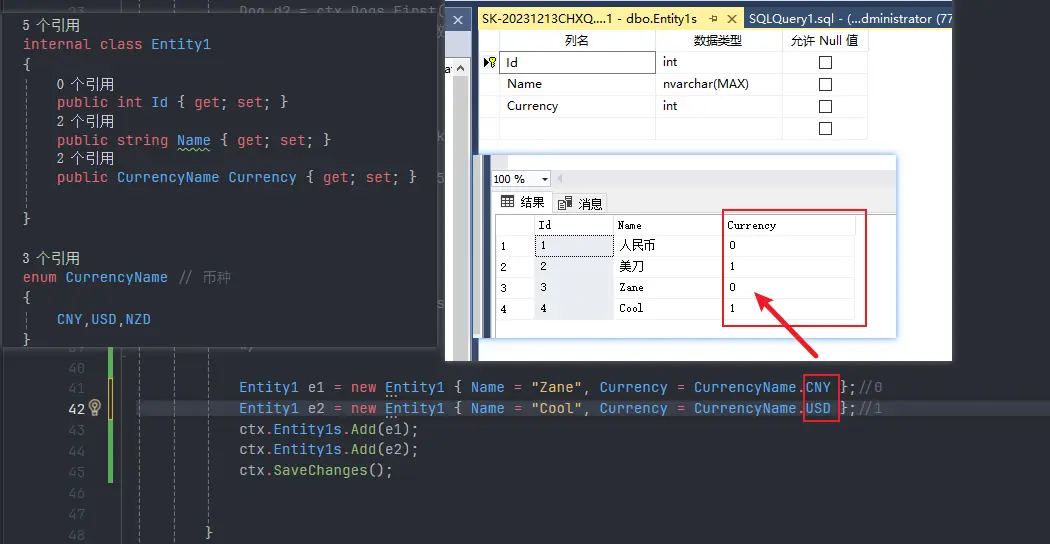 Dog d2 = ctx.Dogs.First(
5 个引用
internal class Entity1
{
0 个引用
public int Id { get; set; }
2 个引用
public string Name { get; set; }
2 个引用
public CurrencyName Currency { get; set; }
}
3 个引用
enum CurrencyName // 币种
{
CNY,USD,NZD
}
SK-20231213CHXQ....1 - dbo.Entity1s
SQLQuery1.sql - (...dministrator (77
列名 数据类型 允许 Null 值
Id int
Name nvarchar(MAX)
Currency int
100 %
结果 消息
Id Name Currency
1 1 人民币 0
2 2 美刀 1
3 3 Zane 0
4 4 Cool 1
40
41 Entity1 e1 = new Entity1 { Name = "Zane", Currency = CurrencyName.CNY };//0
42 Entity1 e2 = new Entity1 { Name = "Cool", Currency = CurrencyName.USD };//1
43 ctx.Entity1s.Add(e1);
44 ctx.Entity1s.Add(e2);
45 ctx.SaveChanges();
46
47
48 }